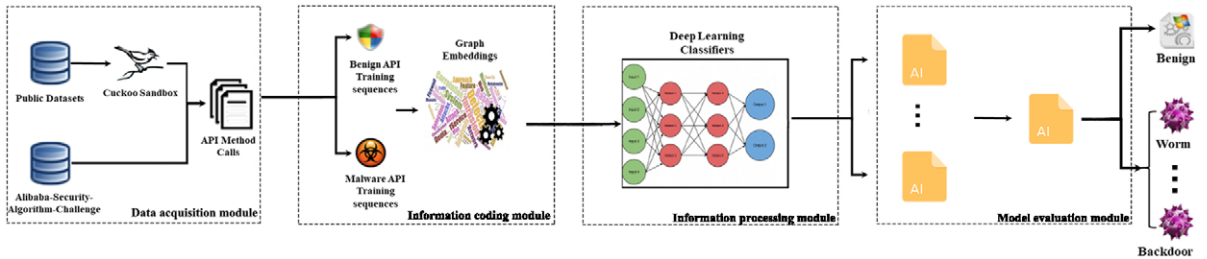 Public Datasets
Cuckoo Sandbox
API Method
Calls
Alibaba-Security-
Algorithm-Challenge
Data acquisition module
Benign API
Training
sequences
Malware API
Training
sequences
Graph
Embeddings
Information coding module
Deep Learning
Classifiers
Information processing module
AI
AI
AI
Model evaluation module
Benign
Worm
Backdoor